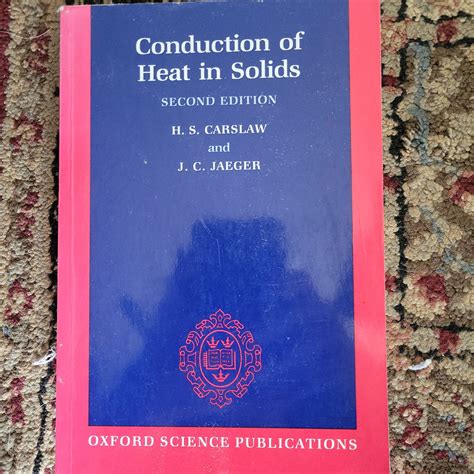 Conduction of
Heat in Solids
SECOND EDITION
H. S. CARSLAW
and
J. C. JAEGER
OXFORD SCIENCE PUBLICATIONS